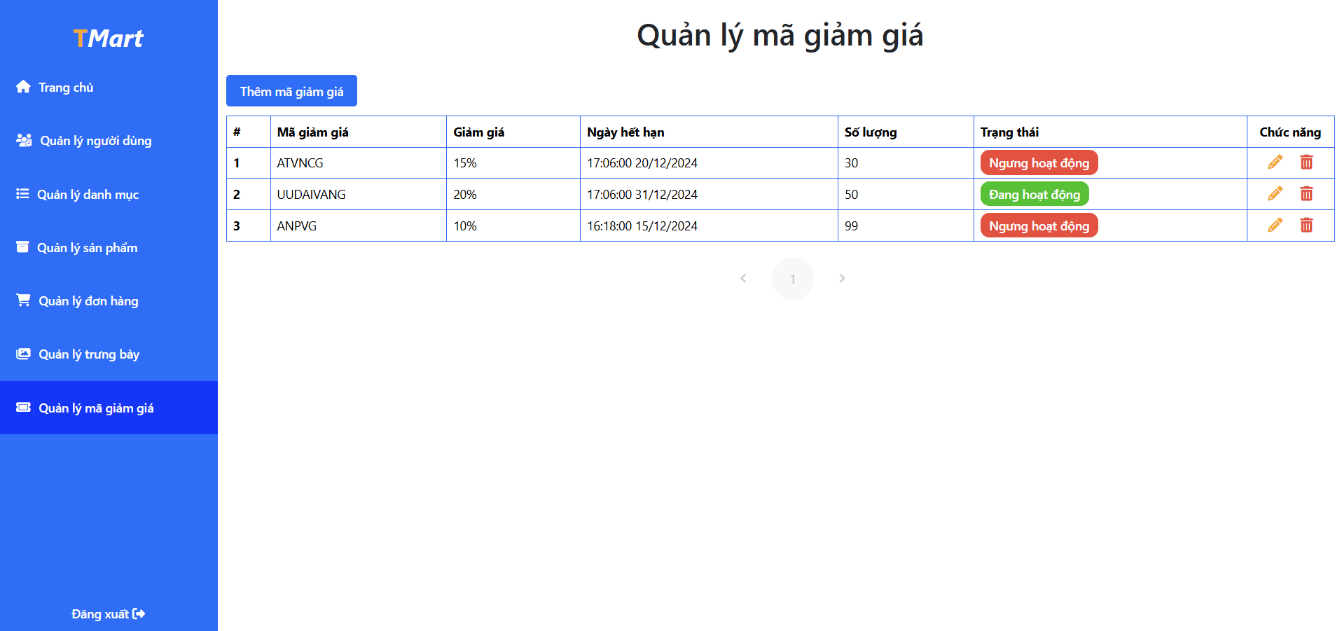 TMart
Trang chủ
Quản lý người dùng
Quản lý danh mục
Quản lý sản phẩm
Quản lý đơn hàng
Quản lý trưng bày
Quản lý mã giảm giá
Đăng xuất
Quản lý mã giảm giá
Thêm mã giảm giá
# Mã giảm giá Giảm giá Ngày hết hạn Số lượng Trạng thái Chức năng
1 ATVNCG 15% 17:06:00 20/12/2024 30 Ngưng hoạt động
2 UUDAIVANG 20% 17:06:00 31/12/2024 50 Đang hoạt động
3 ANPVG 10% 16:18:00 15/12/2024 99 Ngưng hoạt động
1